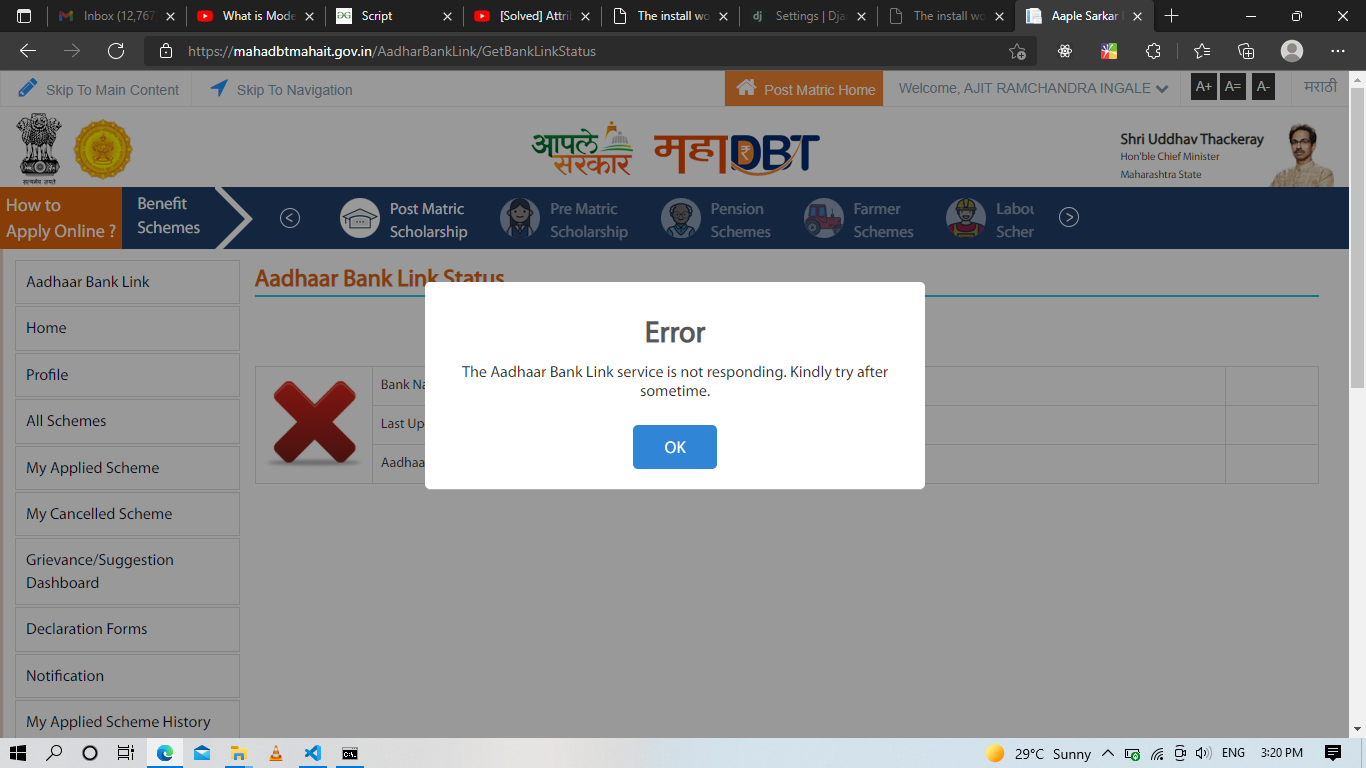 Inbox (12,767
What is Mode
Script
[Solved] Attri
The install wo
Settings | Dja
The install wo
Aaple Sarkar
https://mahadbtmahait.gov.in/AadharBankLink/GetBankLinkStatus
Skip To Main Content
Skip To Navigation
Post Matric Home
Welcome, AJIT RAMCHANDRA INGALE
A+ A= A-
मराठी
सत्यमेव जयते
आपले
सरकार
महाDBT
Shri Uddhav Thackeray
Hon'ble Chief Minister
Maharashtra State
How to
Apply Online ?
Benefit
Schemes
Post Matric
Scholarship
Pre Matric
Scholarship
Pension
Schemes
Farmer
Schemes
Labou
Schem
Aadhaar Bank Link
Home
Profile
All Schemes
My Applied Scheme
My Cancelled Scheme
Grievance/Suggestion
Dashboard
Declaration Forms
Notification
My Applied Scheme History
Aadhaar Bank Link Status
Bank Na
Last Up
Aadhaa
Error
The Aadhaar Bank Link service is not responding. Kindly try after
sometime.
OK
29°C Sunny
ENG
3:20 PM